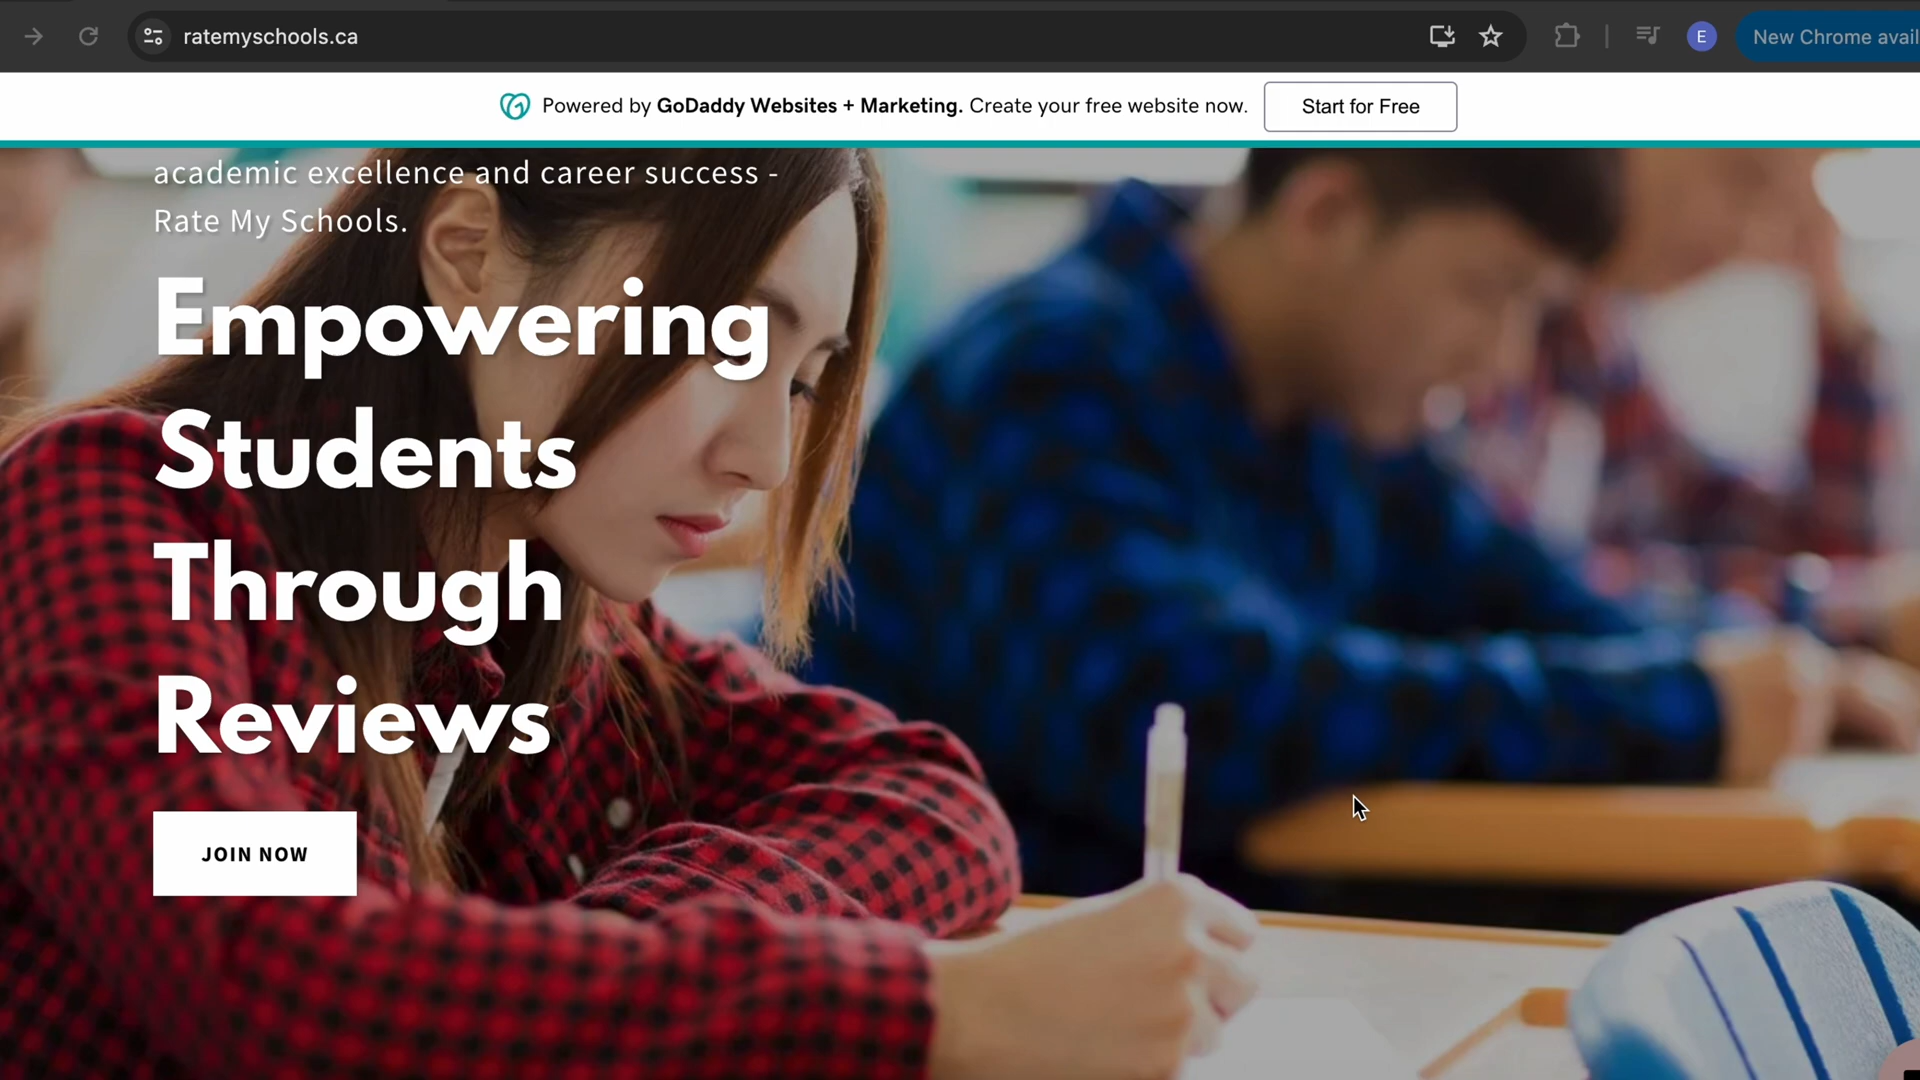 ratemyschools.ca
E
New Chrome avail
Powered by GoDaddy Websites + Marketing. Create your free website now.
Start for Free
academic excellence and career success -
Rate My Schools.
Empowering
Students
Through
Reviews
JOIN NOW